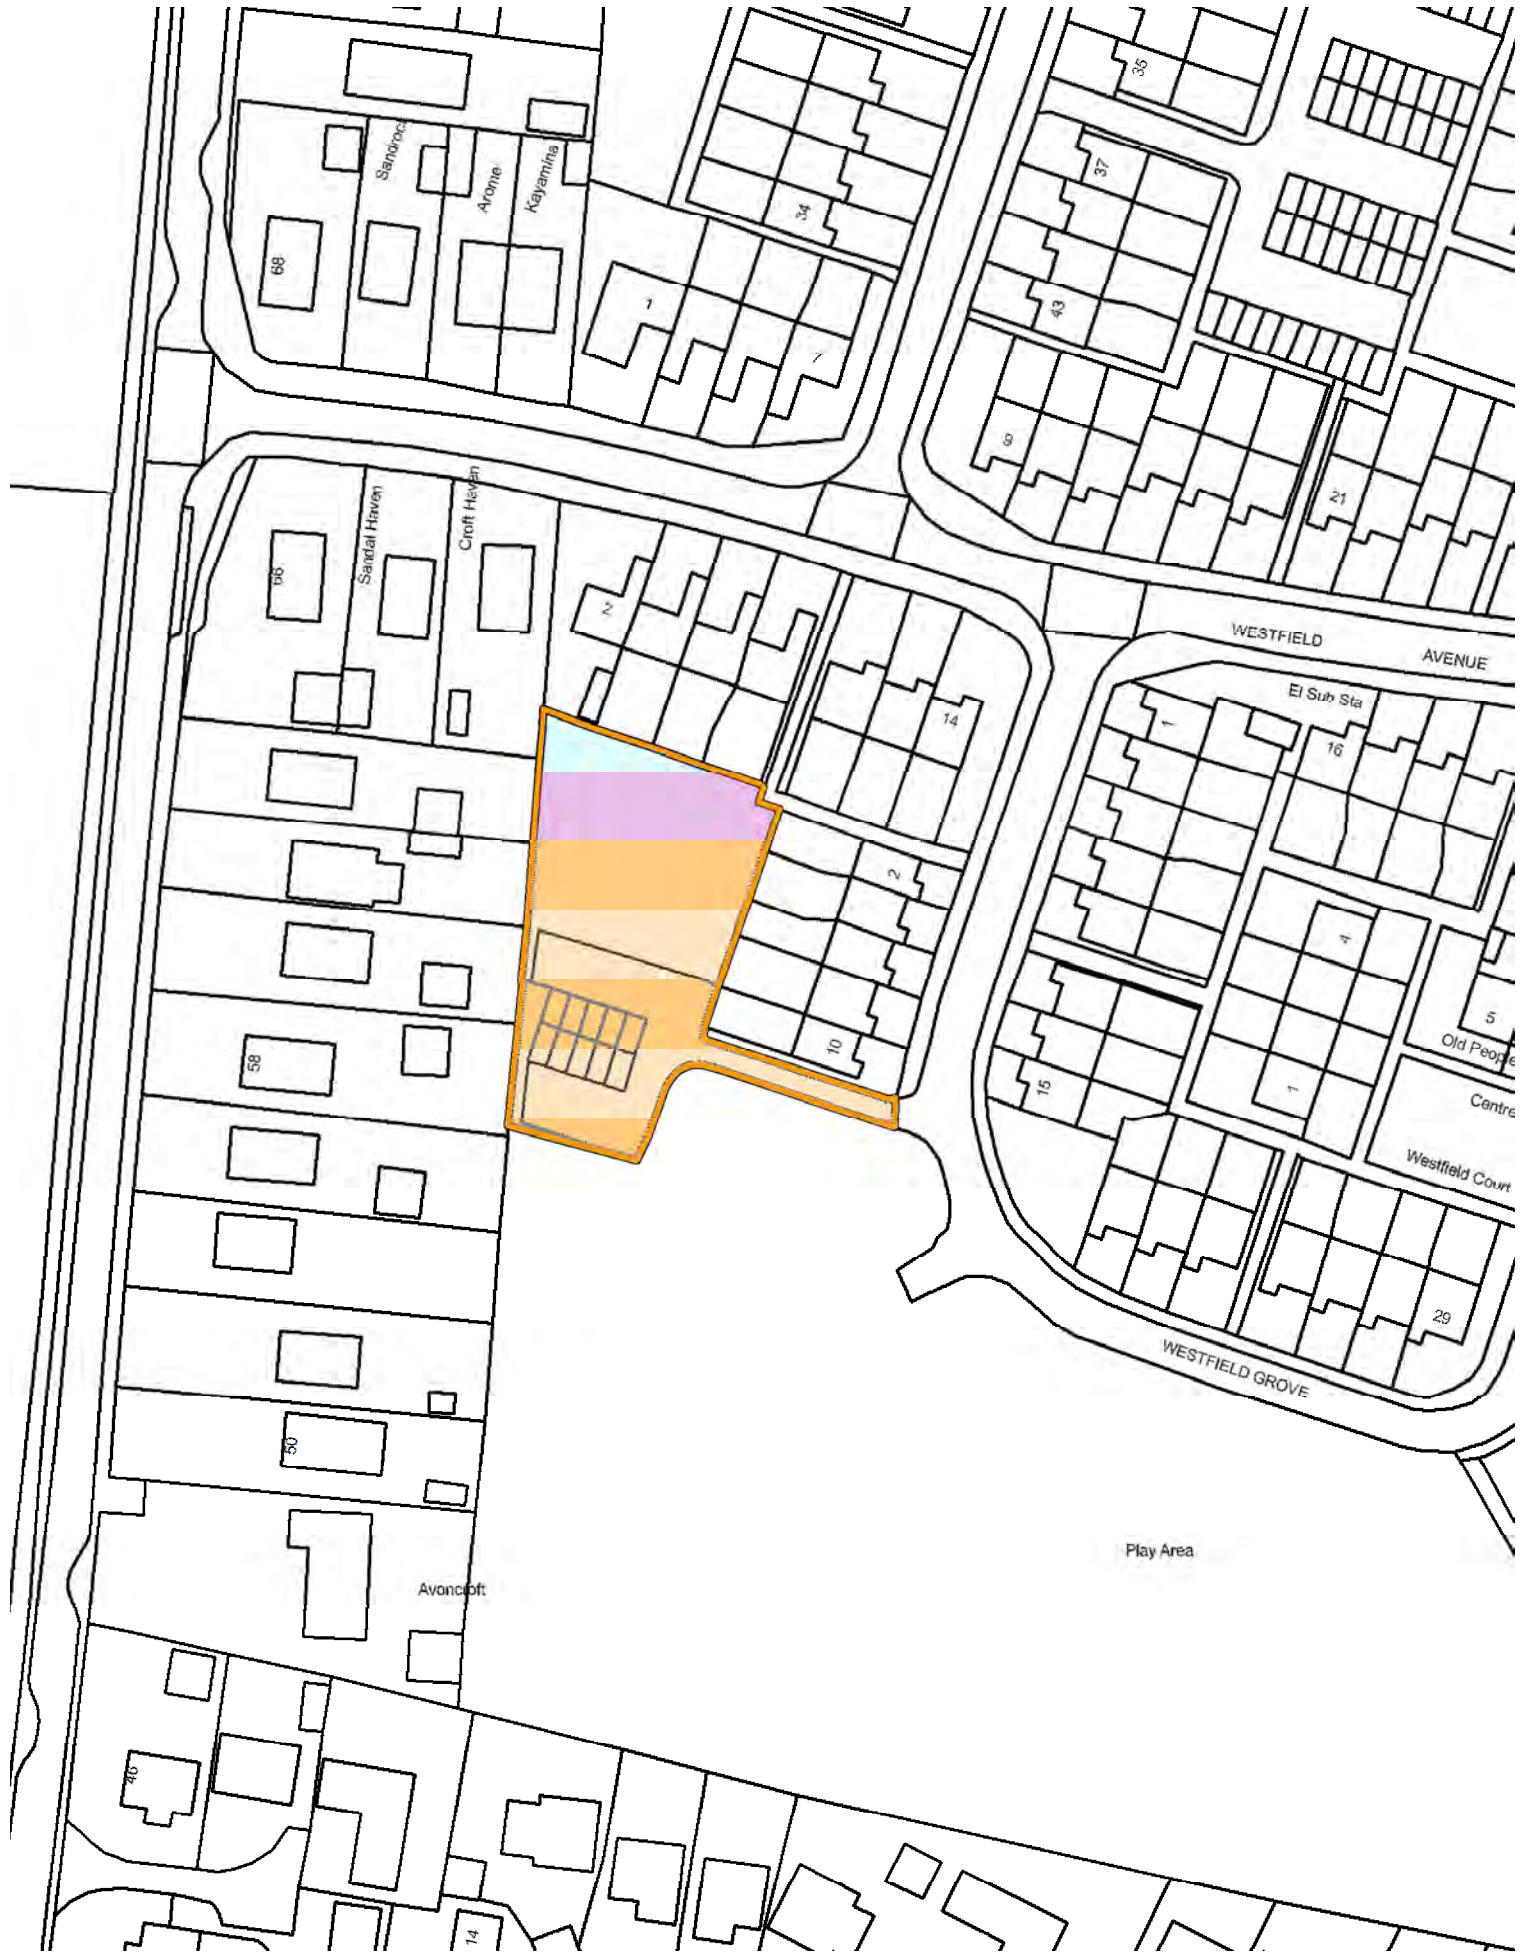 35
Sandrock
37
Arome
Kayamina
34
68
1
43
7
9
21
Croft Haven
Sandal Haven
66
2
WESTFIELD
AVENUE
El Sub Sta
14
1
16
2
4
5
10
Old People
58
15
1
Centre
Westfield Court
29
WESTFIELD GROVE
50
Play Area
Avoncroft
46
14